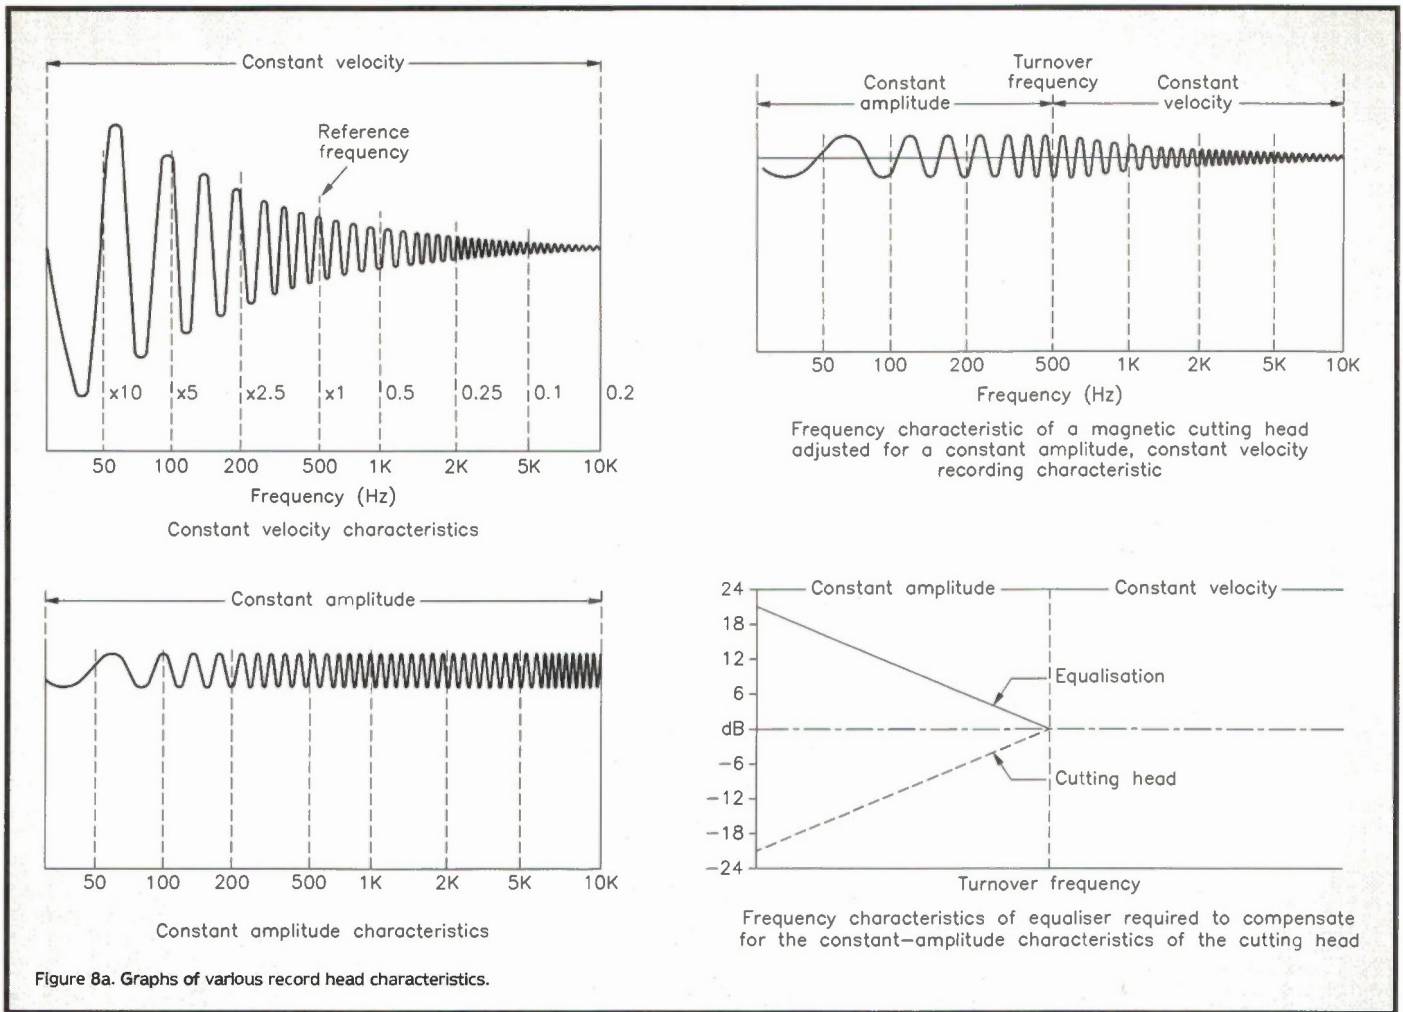 Constant velocity
Reference
frequency
x10 x5 x2.5 x1 0.5 0.25 0.1 0.2
50 100 200 500 1K 2K 5K 10K
Frequency (Hz)
Constant velocity characteristics
Turnover
frequency
Constant
amplitude
Constant
velocity
50 100 200 500 1K 2K 5K 10K
Frequency (Hz)
Frequency characteristic of a magnetic cutting head
adjusted for a constant amplitude, constant velocity
recording characteristic
Constant amplitude
50 100 200 500 1K 2K 5K 10K
Constant amplitude characteristics
24
18
12
6
dB
-6
-12
-18
-24
Constant amplitude
Constant velocity
Equalisation
Cutting head
Turnover frequency
Frequency characteristics of equaliser required to compensate
for the constant-amplitude characteristics of the cutting head
Figure 8a. Graphs of various record head characteristics.